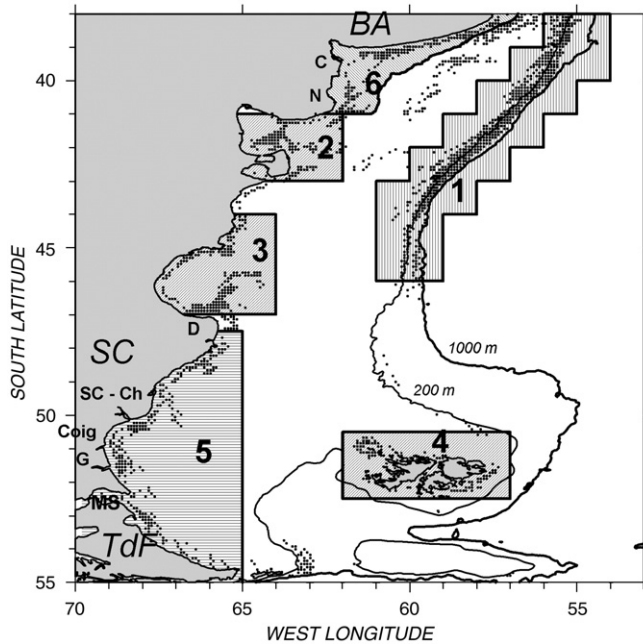 BA
40
C
6
N
2
1
45
3
D
SC
1000 m
200 m
SC - Ch
50
Coig
4
5
G
MS
TdF
55
70 65 60 55
SOUTH LATITUDE
WEST LONGITUDE